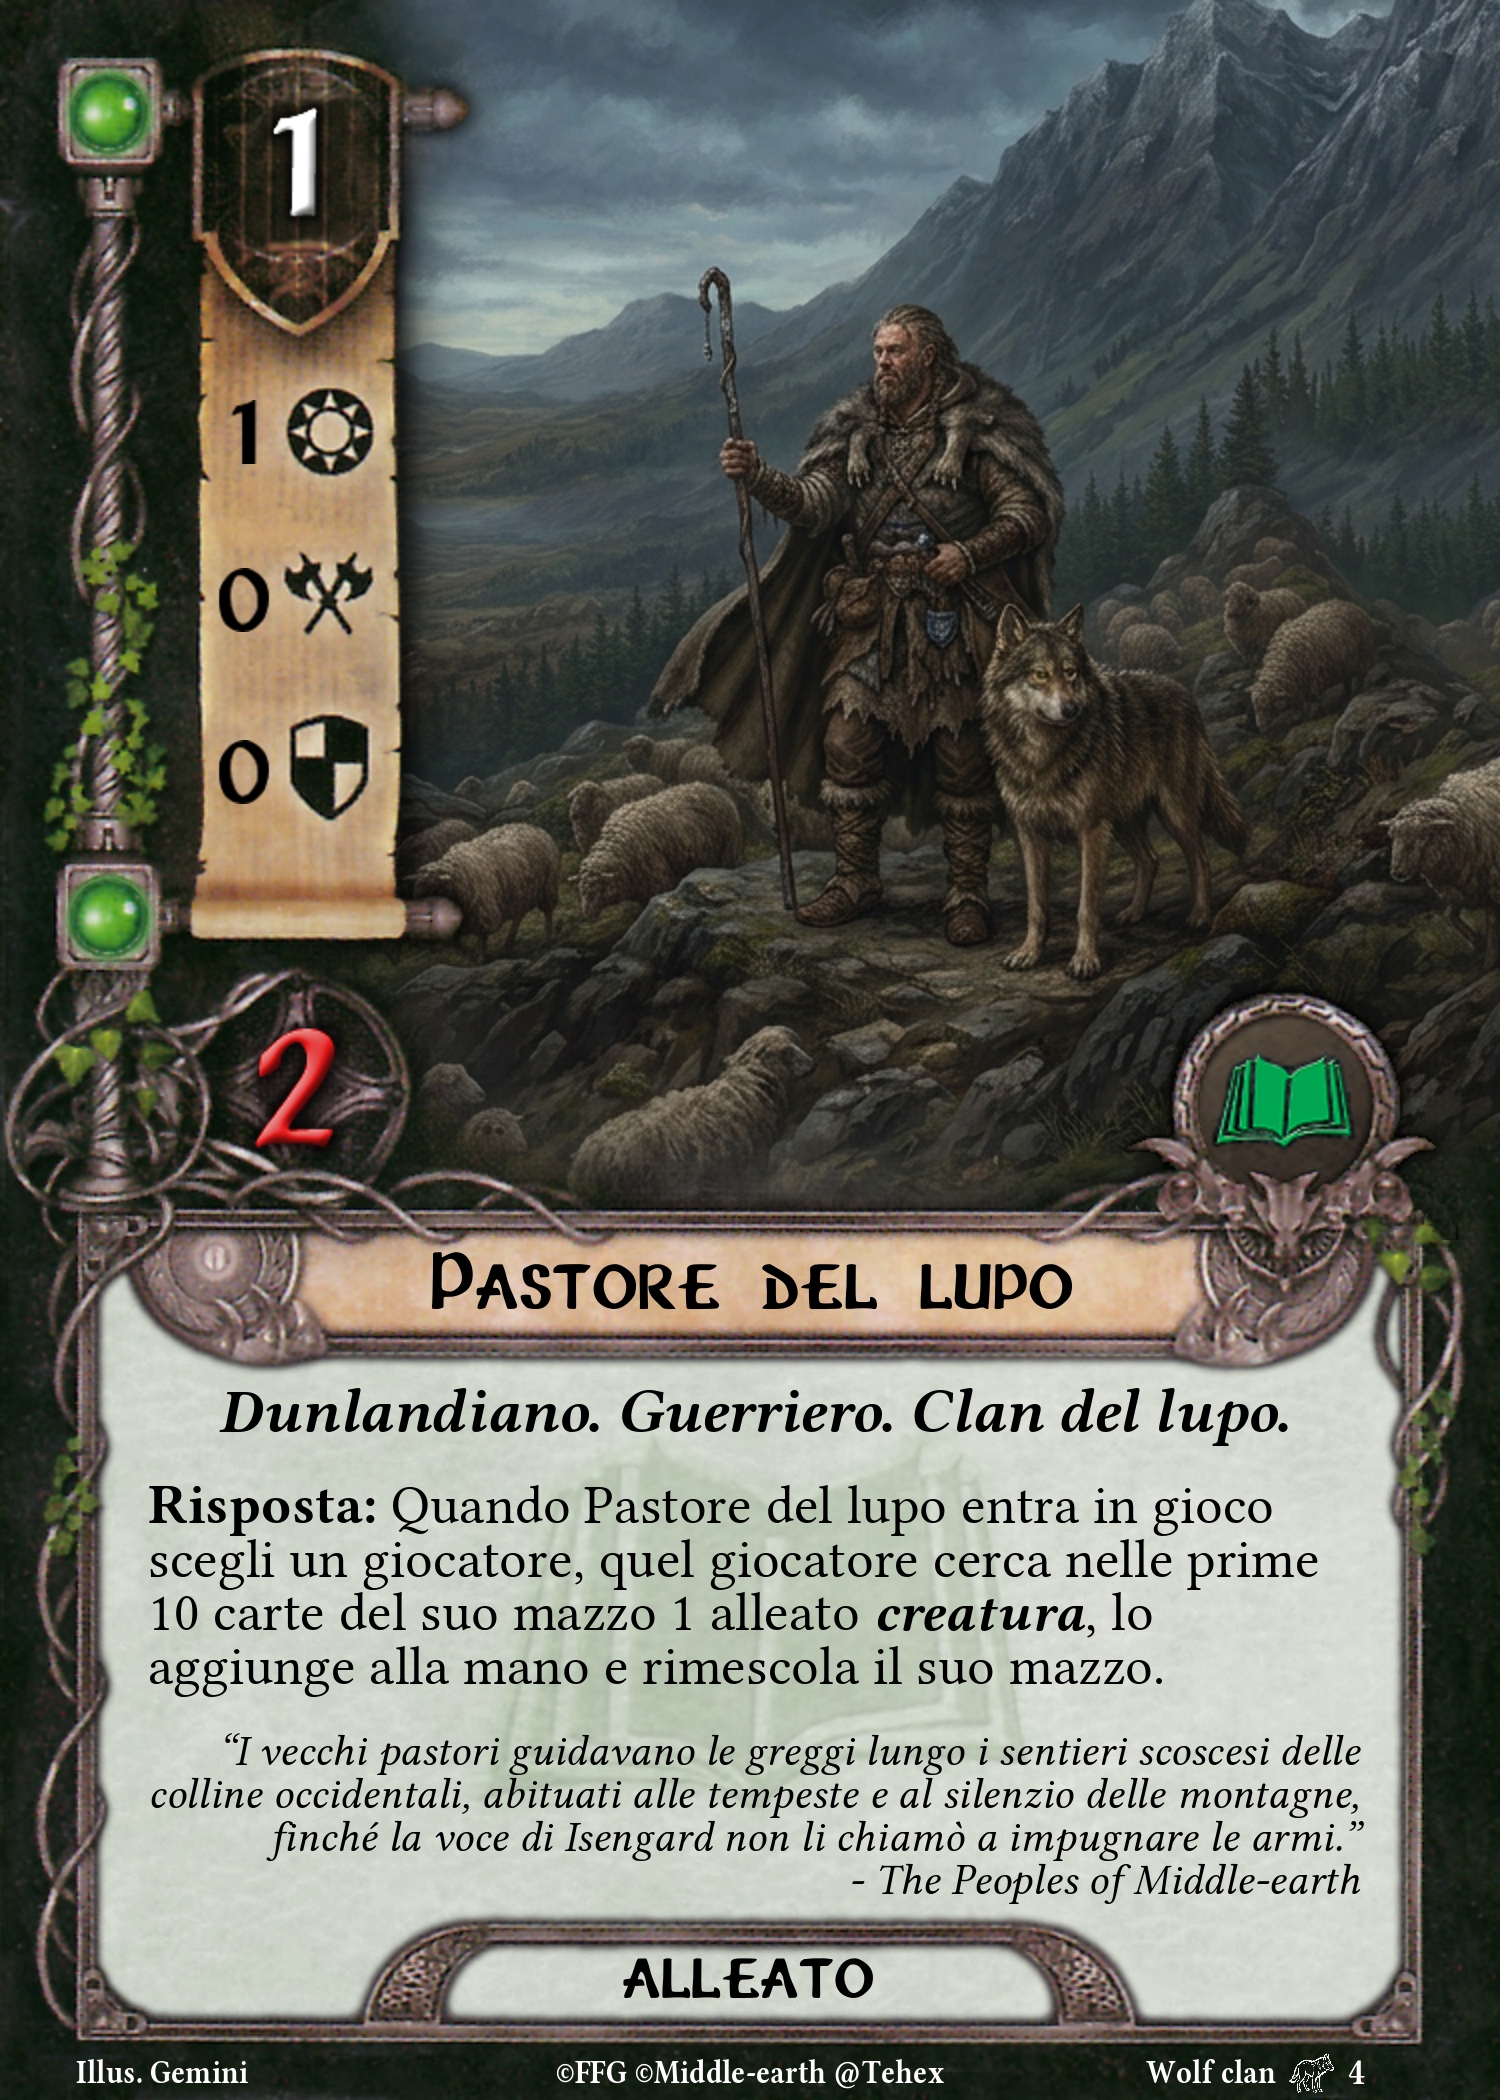 1
1
0
0
2
Pastore del lupo
Dunlandiano. Guerriero. Clan del lupo.
Risposta: Quando Pastore del lupo entra in gioco
scegli un giocatore, quel giocatore cerca nelle prime
10 carte del suo mazzo 1 alleato creatura, lo
aggiunge alla mano e rimescola il suo mazzo.
“I vecchi pastori guidavano le greggi lungo i sentieri scoscesi delle
colline occidentali, abituati alle tempeste e al silenzio delle montagne,
finché la voce di Isengard non li chiamò a impugnare le armi.”
- The Peoples of Middle-earth
ALLEATO
Illus. Gemini
©FFG ©Middle-earth @Tehex
Wolf clan 4